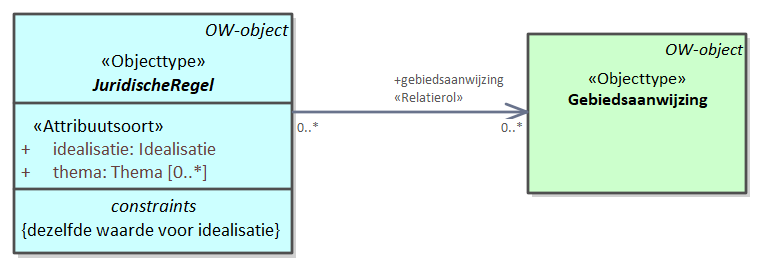 OW-object
«Objecttype»
JuridischeRegel
«Attribuutsoort»
+ idealisatie: Idealisatie
+ thema: Thema [0..*]
constraints
{dezelfde waarde voor idealisatie}
+gebiedsaanwijzing
«Relatierol»
0..*
0..*
OW-object
«Objecttype»
Gebiedsaanwijzing